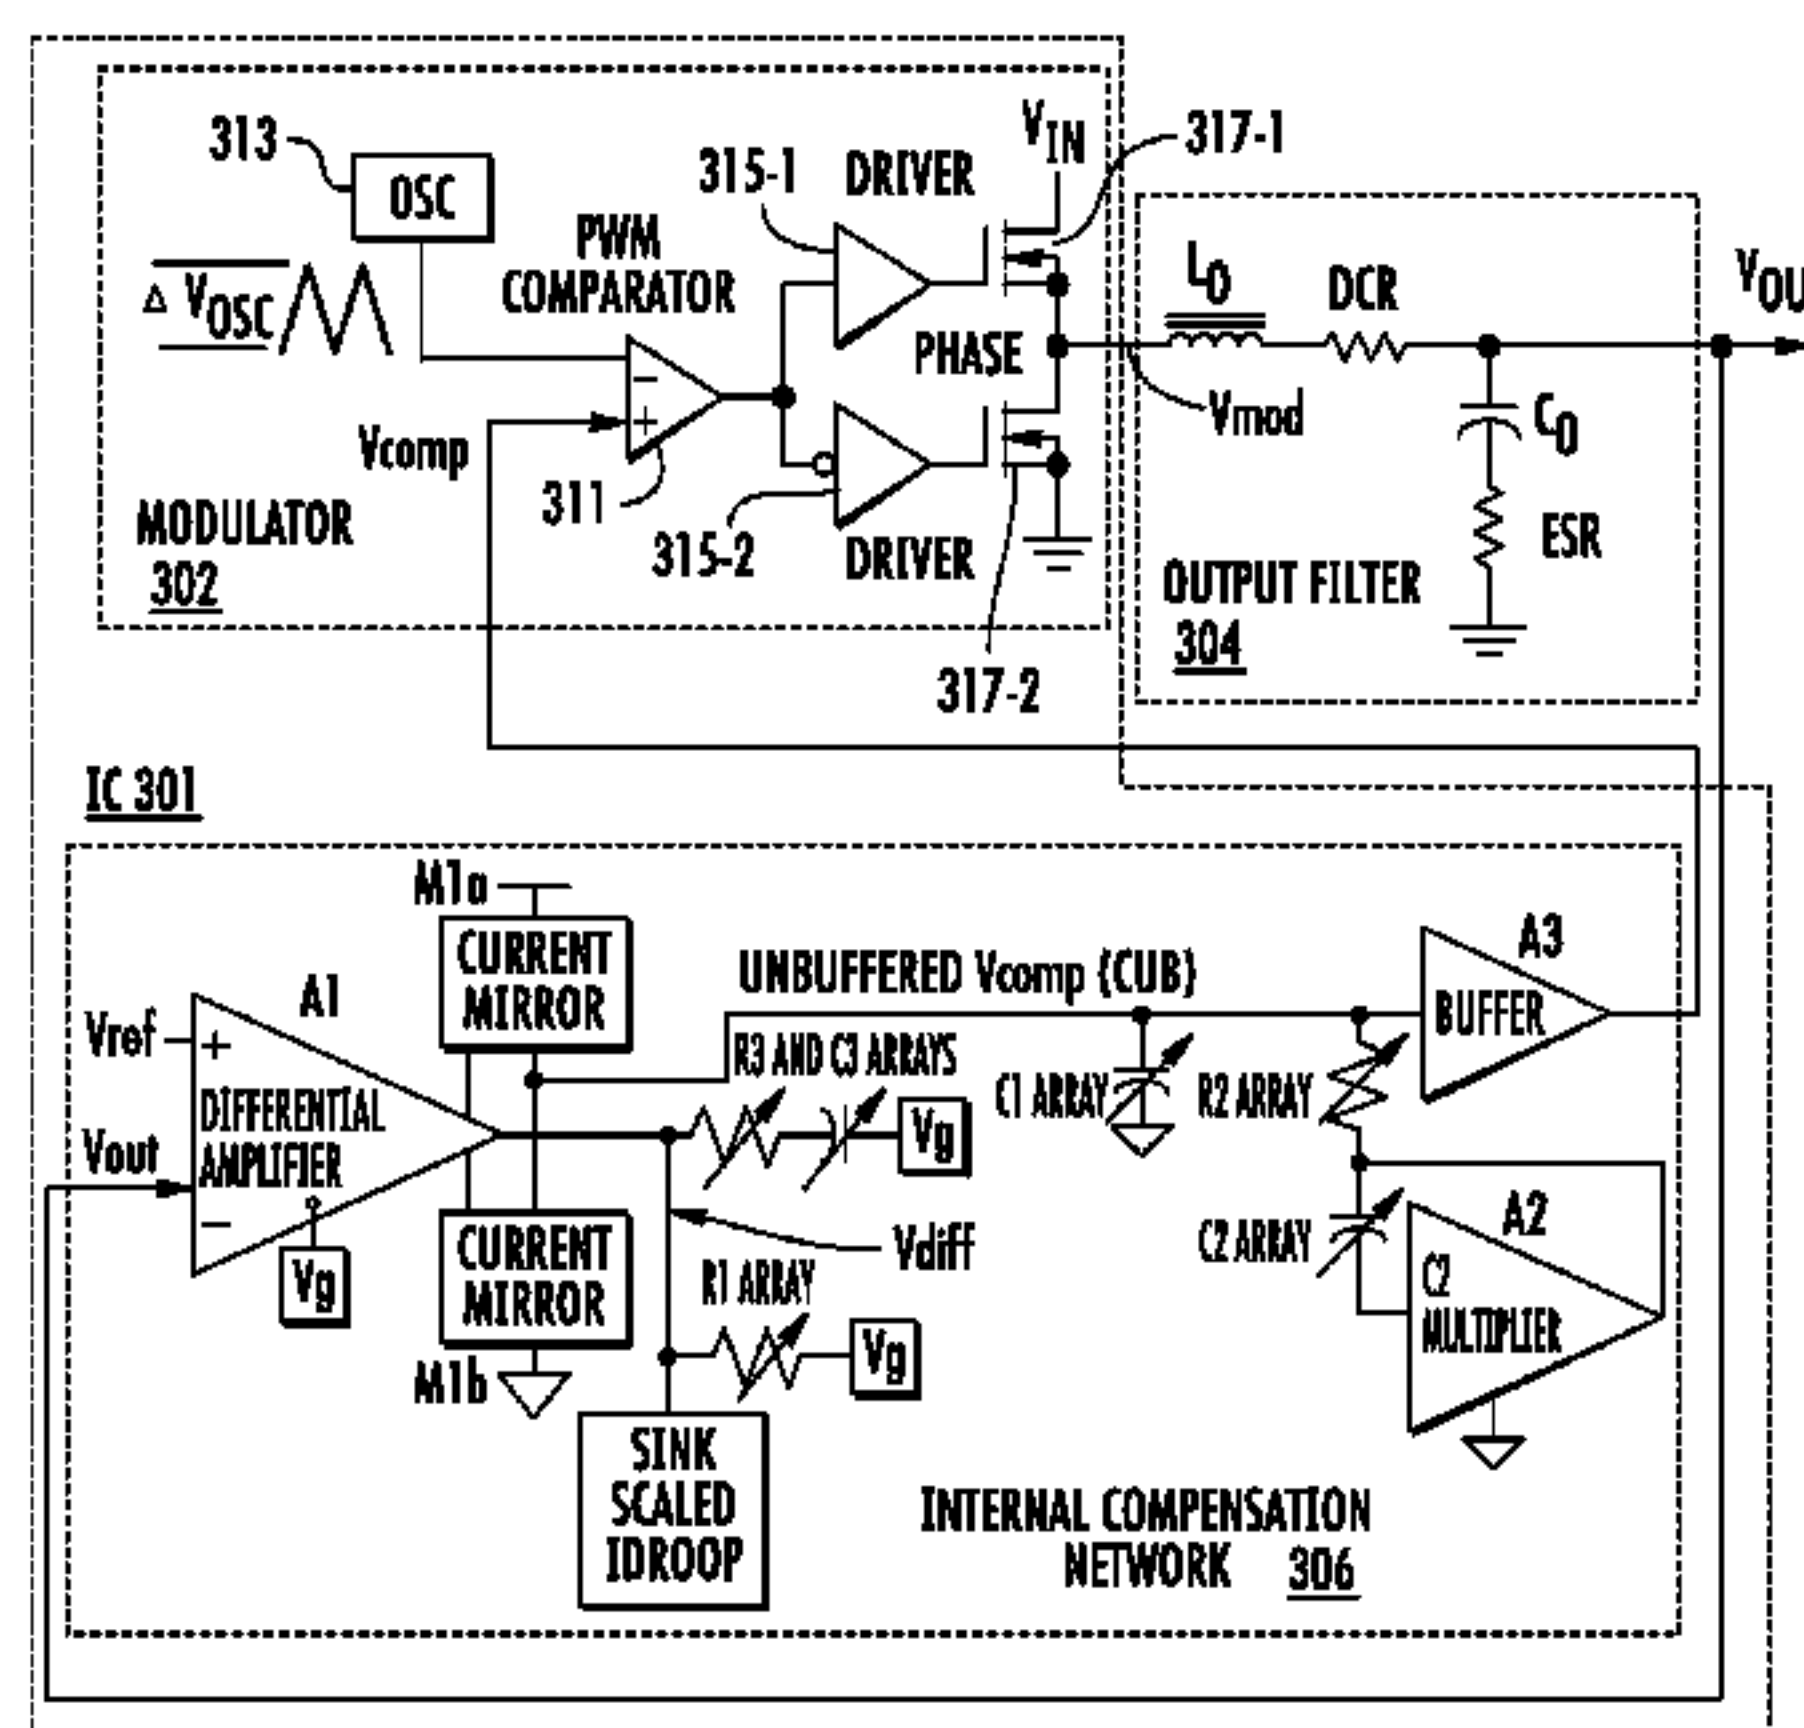 313
OSC
Δ VOSC
PWM
COMPARATOR
315-1
DRIVER
VIN
317-1
PHASE
−
+
Vcomp
311
315-2
DRIVER
317-2
MODULATOR
302
LO
DCR
VOU
Vmod
CO
ESR
OUTPUT FILTER
304
IC 301
M1a
CURRENT
MIRROR
A1
Vref
+
DIFFERENTIAL
AMPLIFIER
Vout
−
Vg
CURRENT
MIRROR
M1b
UNBUFFERED Vcomp (CUB)
R3 AND C3 ARRAYS
Vg
Vdiff
R1 ARRAY
Vg
SINK
SCALED
IDROOP
C1 ARRAY
R2 ARRAY
A3
BUFFER
C2 ARRAY
A2
C2
MULTIPLIER
INTERNAL COMPENSATION
NETWORK 306